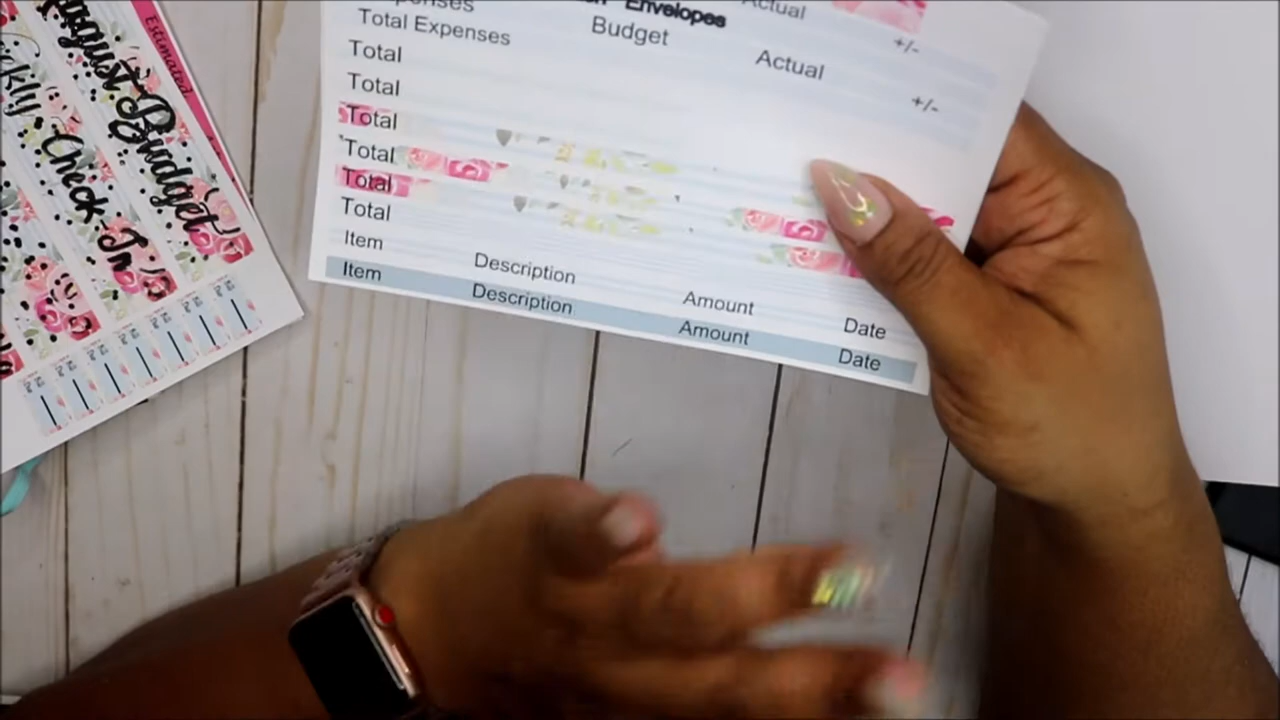 Estimated
August Budget
Check In
Expenses
Envelopes
Actual
+/-
Total Expenses
Budget
Actual
+/-
Total
Total
Total
Total
Total
Total
Item Description Amount Date
Item Description Amount Date